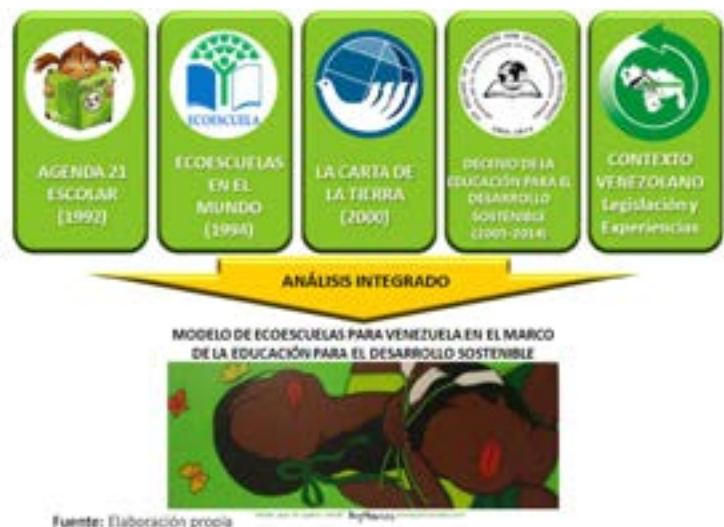 AGENDA 21
ESCOLAR
(1992)
ECOESCUELA
ECOESCUELAS
EN EL
MUNDO
(1994)
LA CARTA DE
LA TIERRA
(2000)
DECENIO DE LA
EDUCACIÓN PARA EL
DESARROLLO
SOSTENIBLE
(2005-2014)
CONTEXTO
VENEZOLANO
Legislación y
Experiencias
ANÁLISIS INTEGRADO
MODELO DE ECOESCUELAS PARA VENEZUELA EN EL MARCO
DE LA EDUCACIÓN PARA EL DESARROLLO SOSTENIBLE
Fuente: Elaboración propia